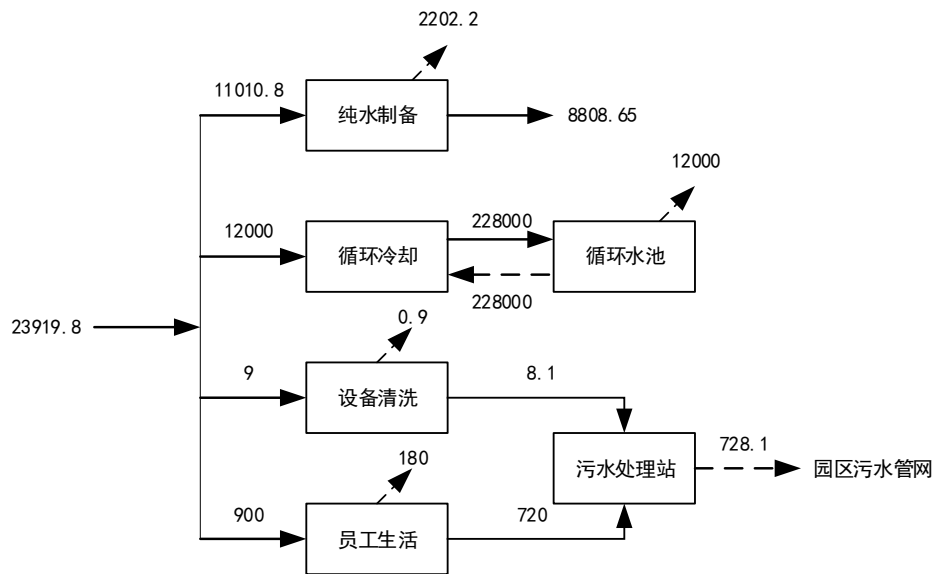 2202.2
11010.8
纯水制备
8808.65
12000
12000
循环冷却
228000
循环水池
228000
23919.8
0.9
9
设备清洗
8.1
污水处理站
728.1
园区污水管网
180
900
员工生活
720